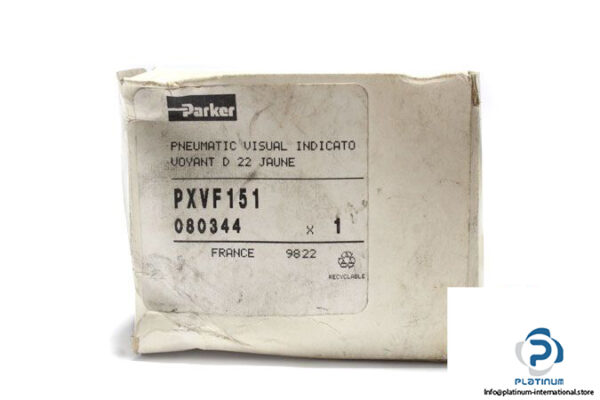 Parker
PNEUMATIC VISUAL INDICATO
VOYANT D 22 JAUNE
PXVF151
080344 x 1
FRANCE 9822
RECYCLABLE
PLATINUM
Info@platinum-international.store